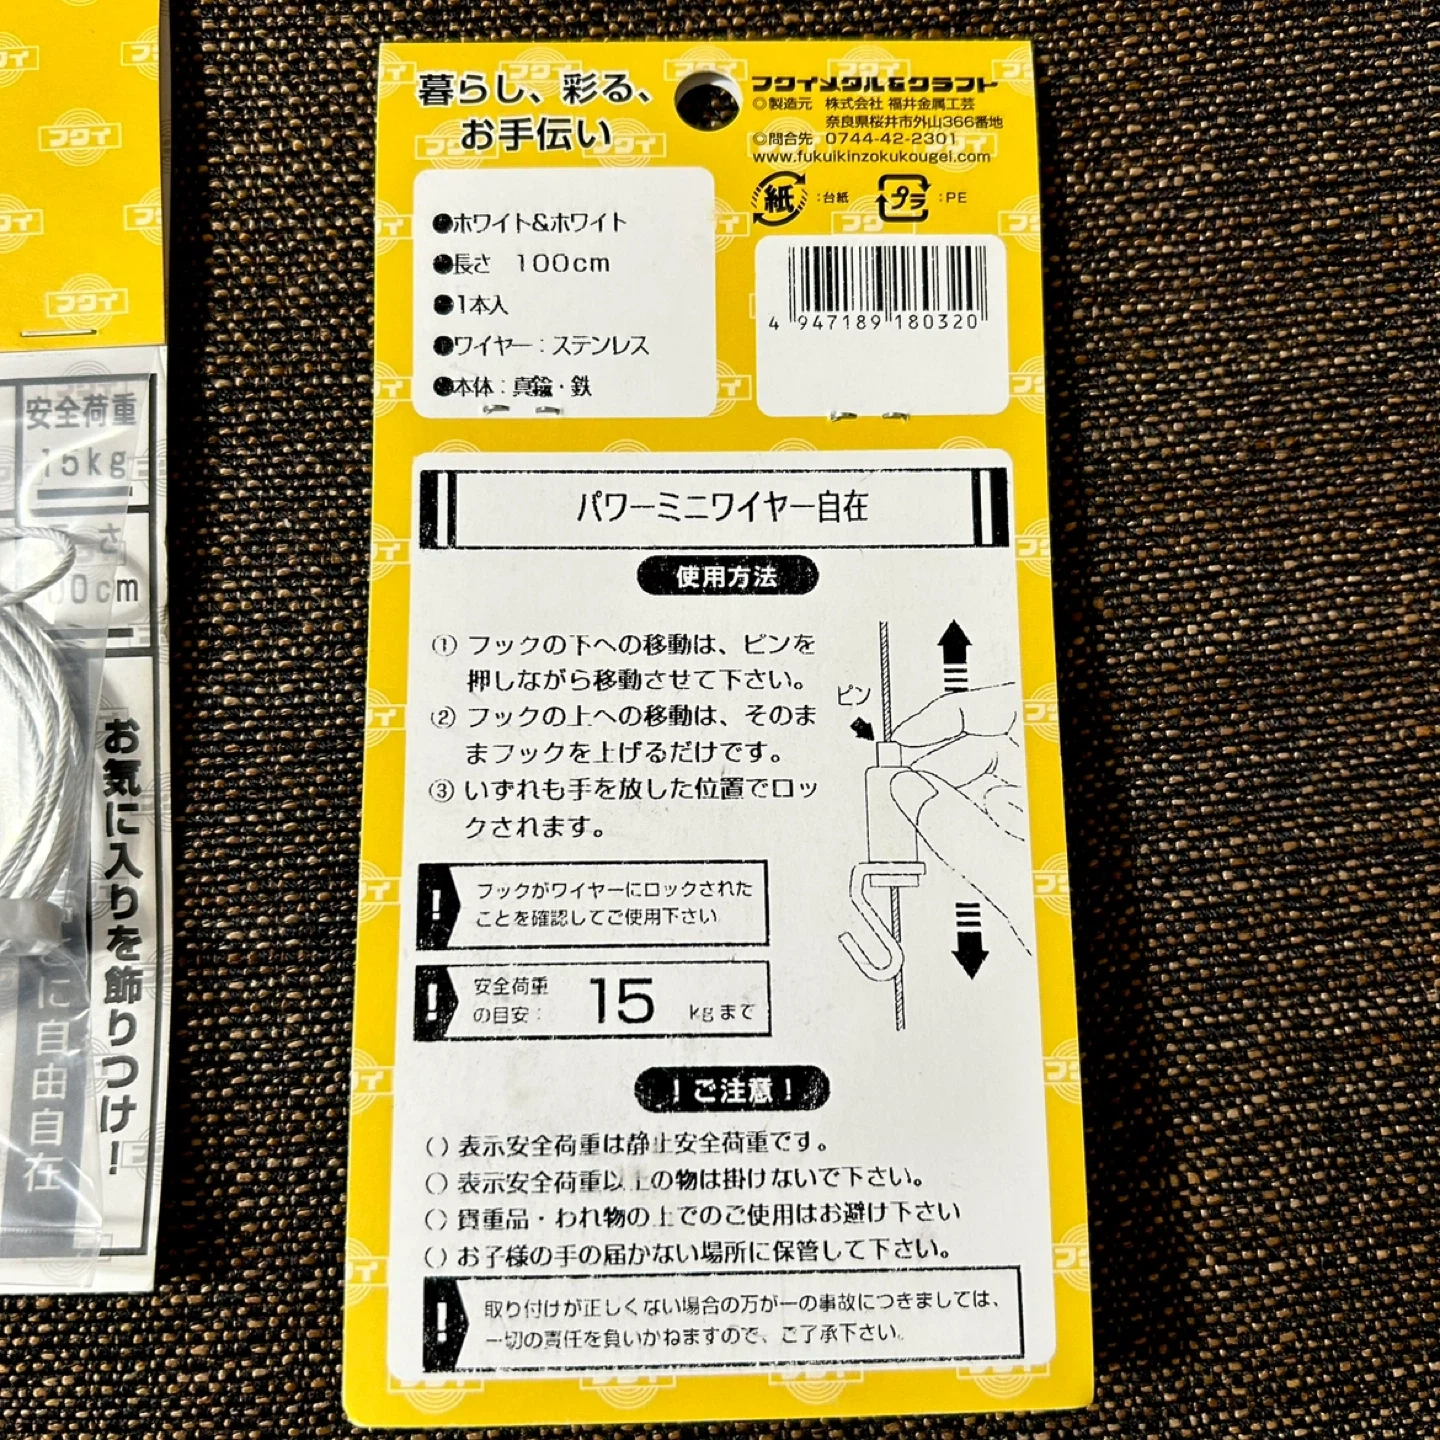 暮らし、彩る、
お手伝い
フクイメタル&クラフト
◎製造元 株式会社 福井金属工芸
奈良県桜井市外山366番地
◎問合先 0744-42-2301
www.fukuikinzokukougei.com
紙 :台紙 プラ :PE
●ホワイト&ホワイト
●長さ 100cm
●1本入
●ワイヤー:ステンレス
●本体:真鍮・鉄
4 947189 180320
パワーミニワイヤー自在
使用方法
① フックの下への移動は、ピンを
押しながら移動させて下さい。
② フックの上への移動は、そのま
まフックを上げるだけです。
③ いずれも手を放した位置でロッ
クされます。
ピン
! フックがワイヤーにロックされた
ことを確認してご使用下さい
! 安全荷重
の目安: 15 kgまで
!ご注意!
○ 表示安全荷重は静止安全荷重です。
○ 表示安全荷重以上の物は掛けないで下さい。
○ 貴重品・われ物の上でのご使用はお避け下さい
○ お子様の手の届かない場所に保管して下さい。
! 取り付けが正しくない場合の万が一の事故につきましては、
一切の責任を負いかねますので、ご了承下さい。
フクイ
安全荷重
15kg
さ
00cm
お気に入りを飾りつけ!
に自由自在